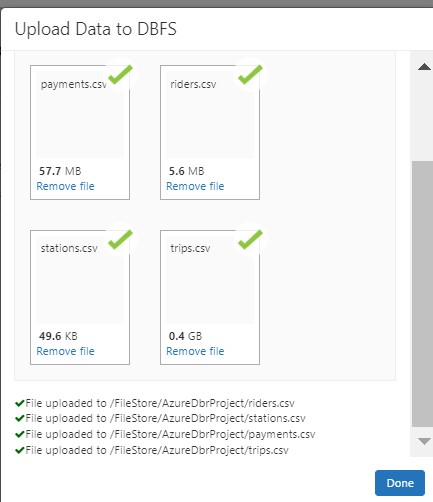 Upload Data to DBFS
payments.csv
riders.csv
57.7 MB
5.6 MB
Remove file
Remove file
stations.csv
trips.csv
49.6 KB
0.4 GB
Remove file
Remove file
File uploaded to /FileStore/AzureDbrProject/riders.csv
File uploaded to /FileStore/AzureDbrProject/stations.csv
File uploaded to /FileStore/AzureDbrProject/payments.csv
File uploaded to /FileStore/AzureDbrProject/trips.csv
Done